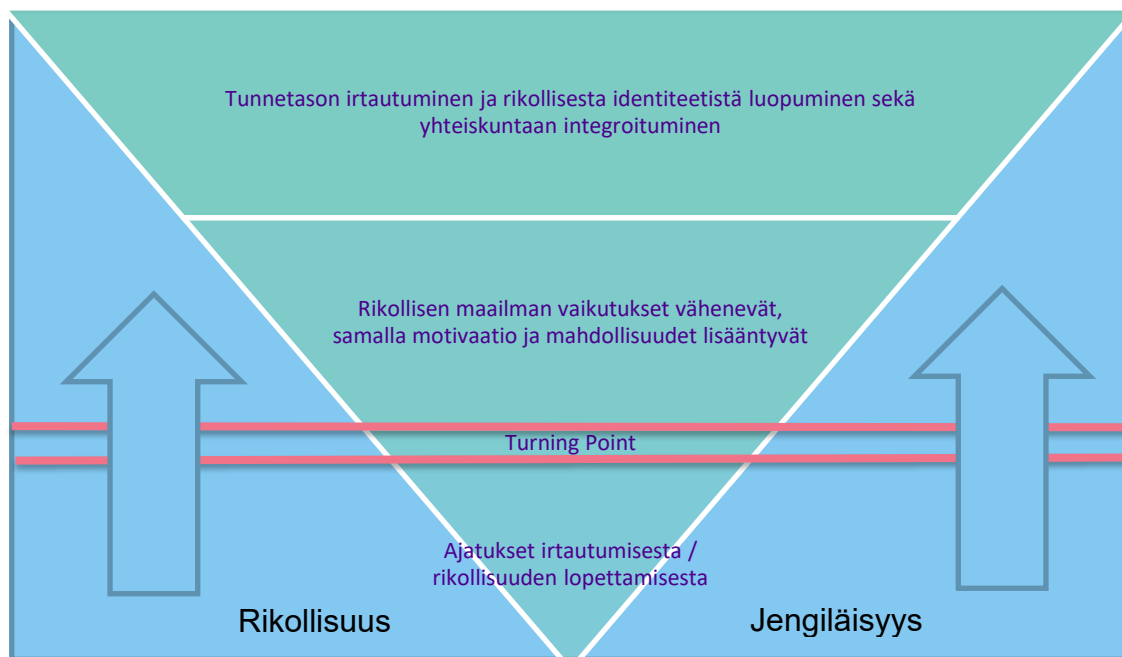 Tunnetason irtautuminen ja rikollisesta identiteetistä luopuminen sekä
yhteiskuntaan integroituminen
Rikollisen maailman vaikutukset vähenevät,
samalla motivaatio ja mahdollisuudet lisääntyvät
Turning Point
Ajatukset irtautumisesta /
rikollisuuden lopettamisesta
Rikollisuus
Jengiläisyys